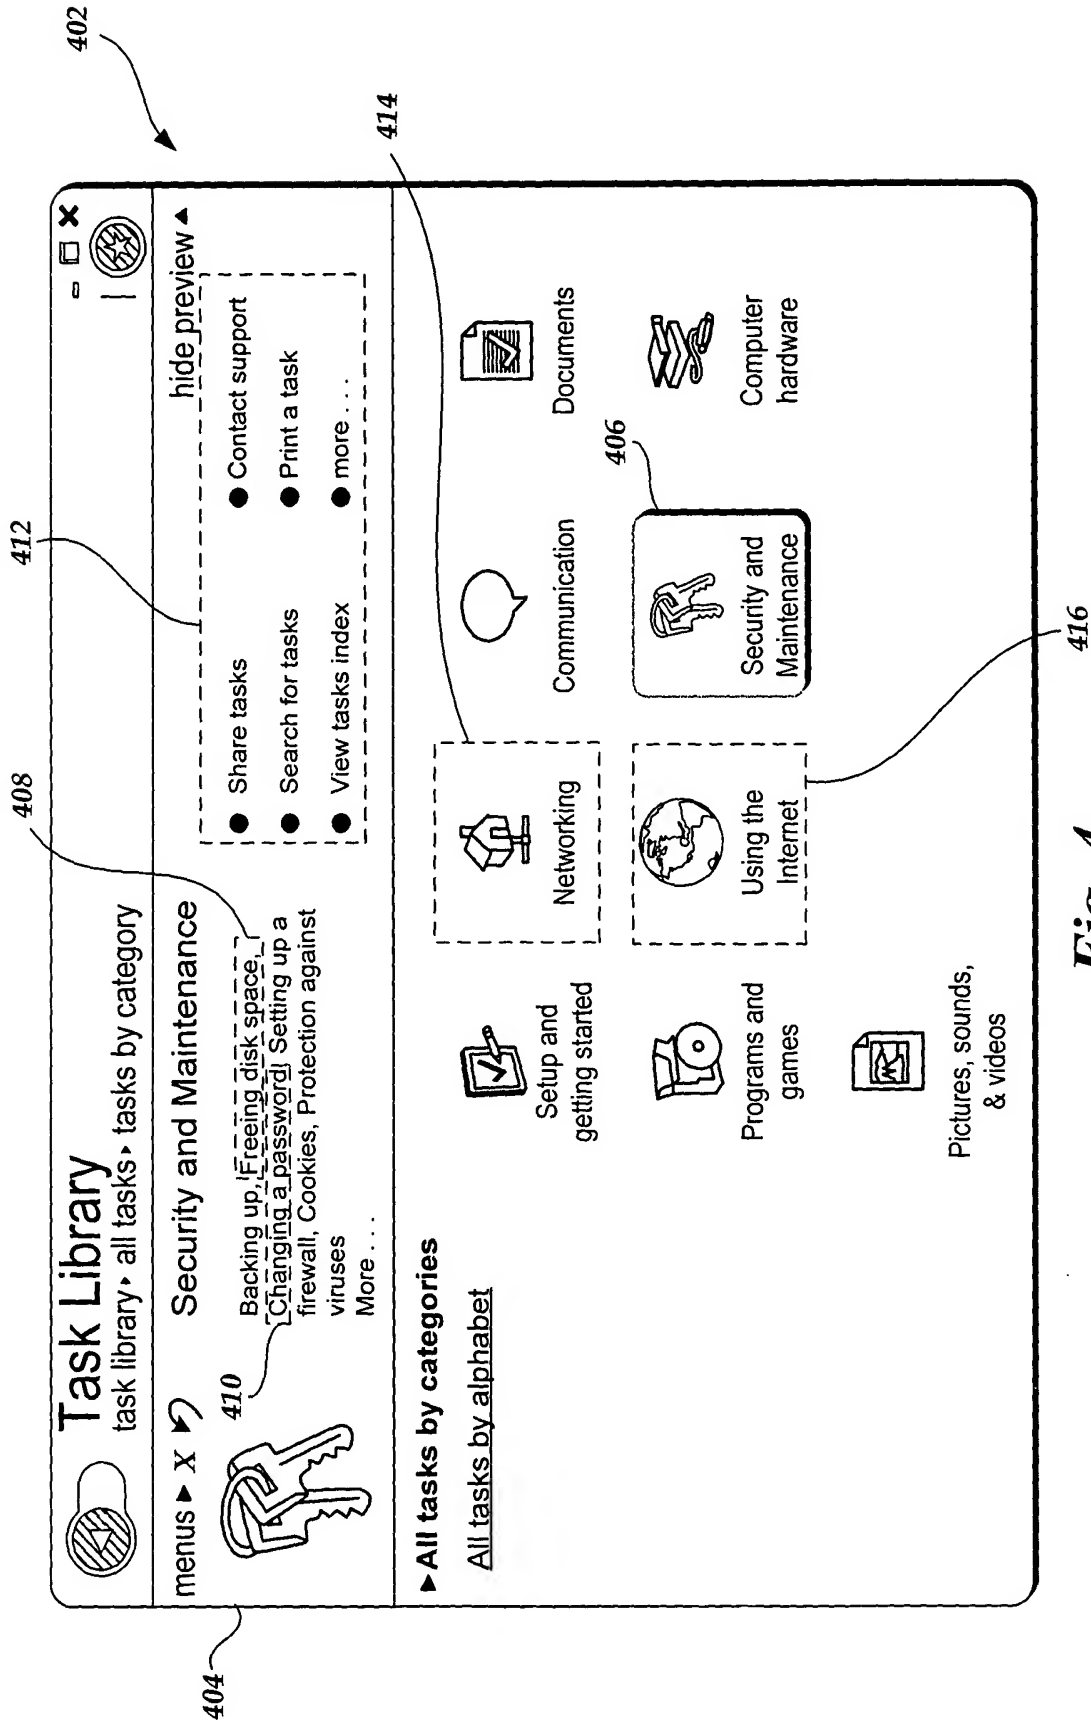 402
Task Library
task library ▸ all tasks ▸ tasks by category
menus ▶ X
hide preview ▲
404
Security and Maintenance
Backing up, Freeing disk space,
Changing a password, Setting up a
firewall, Cookies, Protection against
viruses
More . . .
408
410
● Share tasks
● Search for tasks
● View tasks index
● Contact support
● Print a task
● more . . .
412
▶ All tasks by categories
All tasks by alphabet
Setup and
getting started
Networking
Communication
Documents
414
Programs and
games
Using the
Internet
Security and
Maintenance
Computer
hardware
406
416
Pictures, sounds,
& videos
Fig. 4